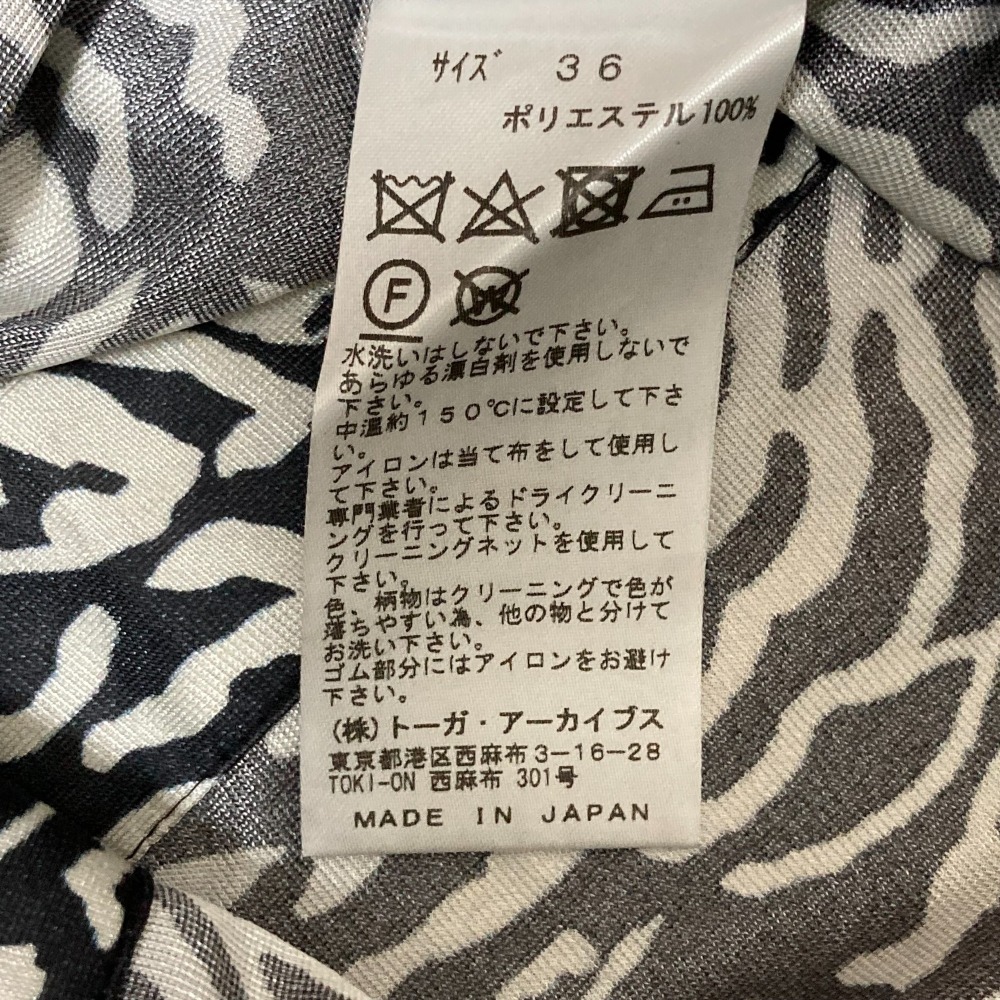 サイズ 36
ポリエステル100%
F
W
水洗いはしないで下さい。
あらゆる漂白剤を使用しないで
下さい。
中温約150℃に設定して下さ
い。
アイロンは当て布をして使用し
て下さい。
専門業者によるドライクリーニ
ングを行って下さい。
クリーニングネットを使用して
下さい。
色、柄物はクリーニングで色が
落ちやすい為、他の物と分けて
お洗い下さい。
ゴム部分にはアイロンをお避け
下さい。
(株)トーガ・アーカイブス
東京都港区西麻布3-16-28
TOKI-ON 西麻布 301号
MADE IN JAPAN